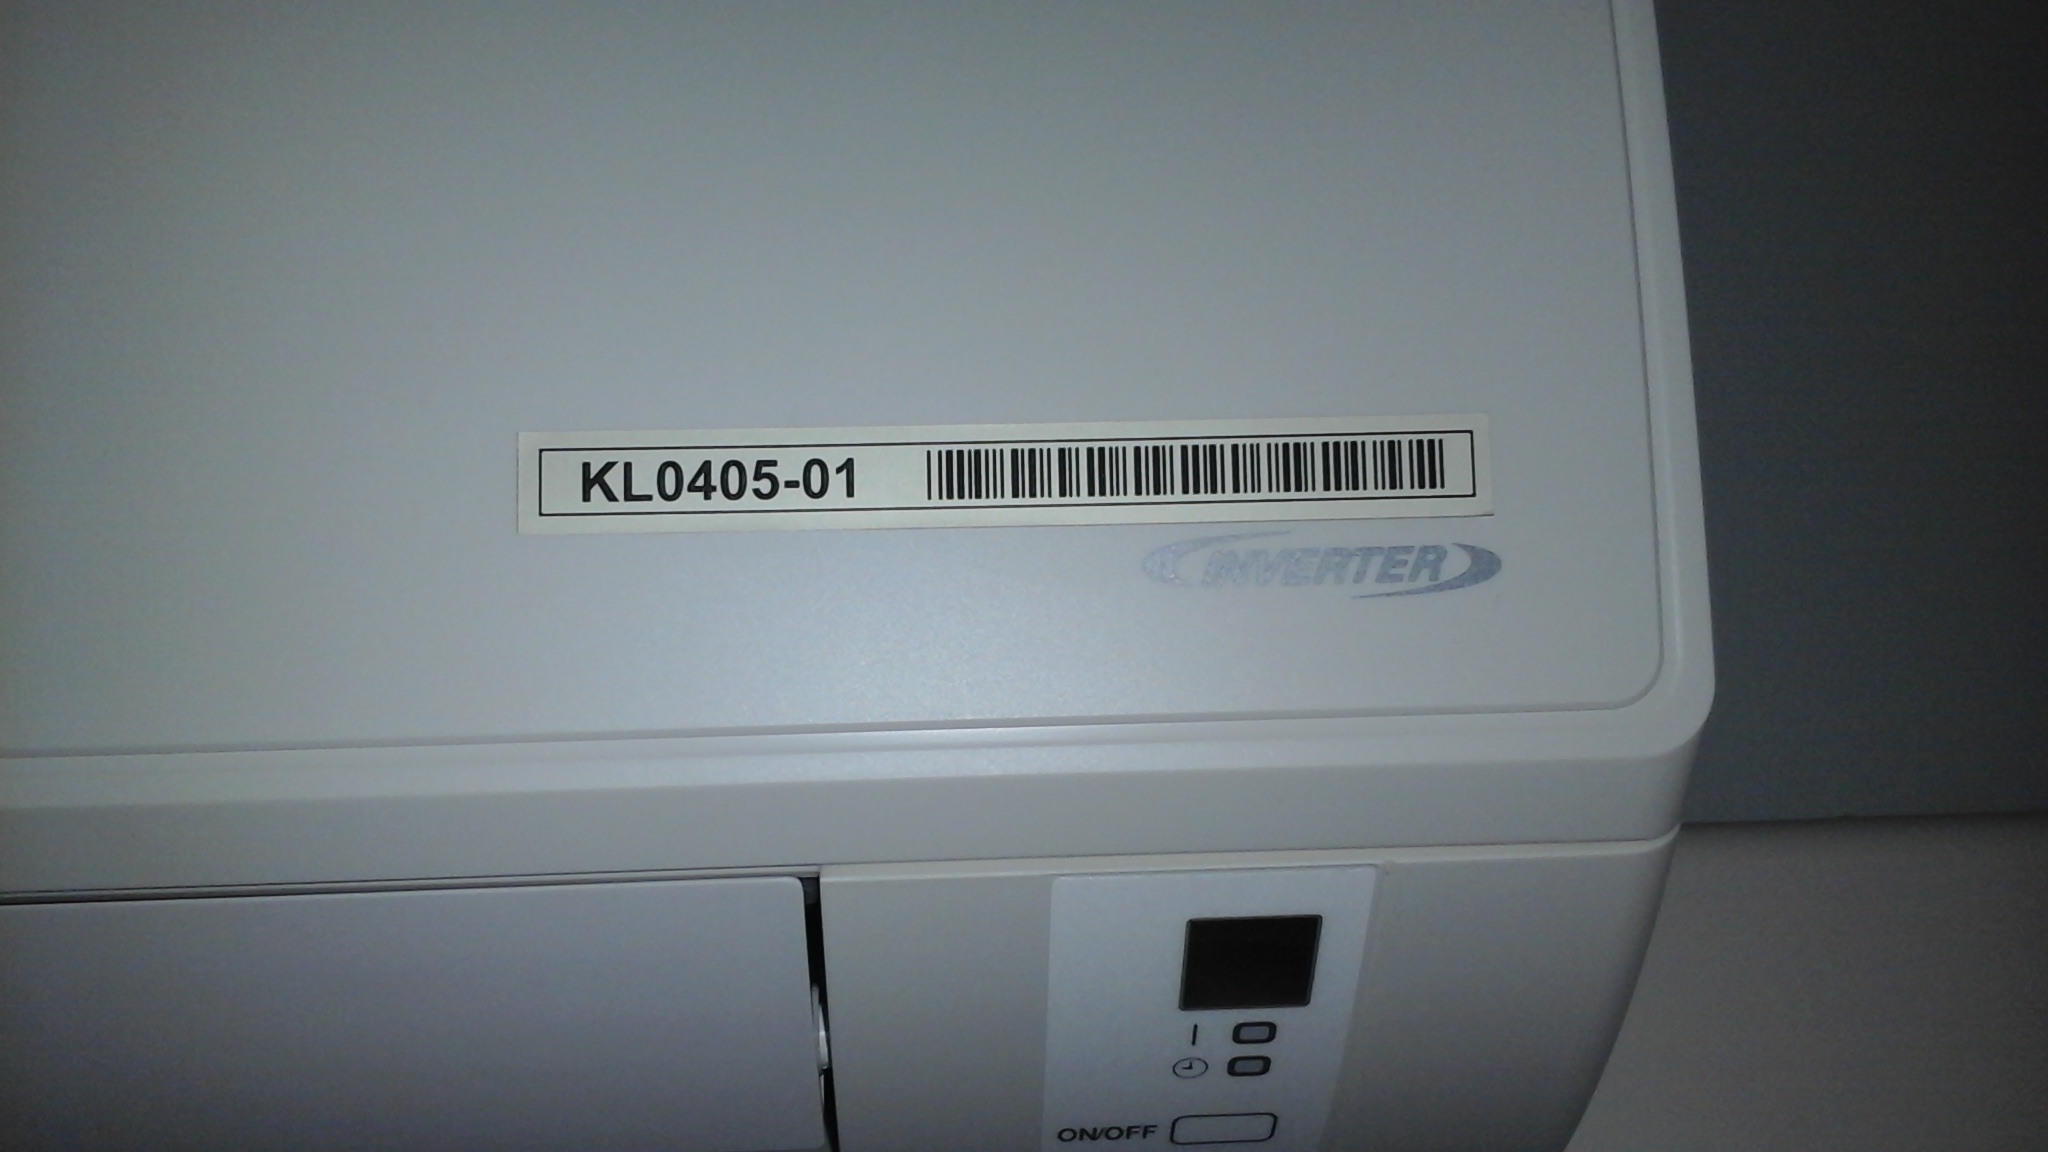 KL0405-01
INVERTER
ON/OFF